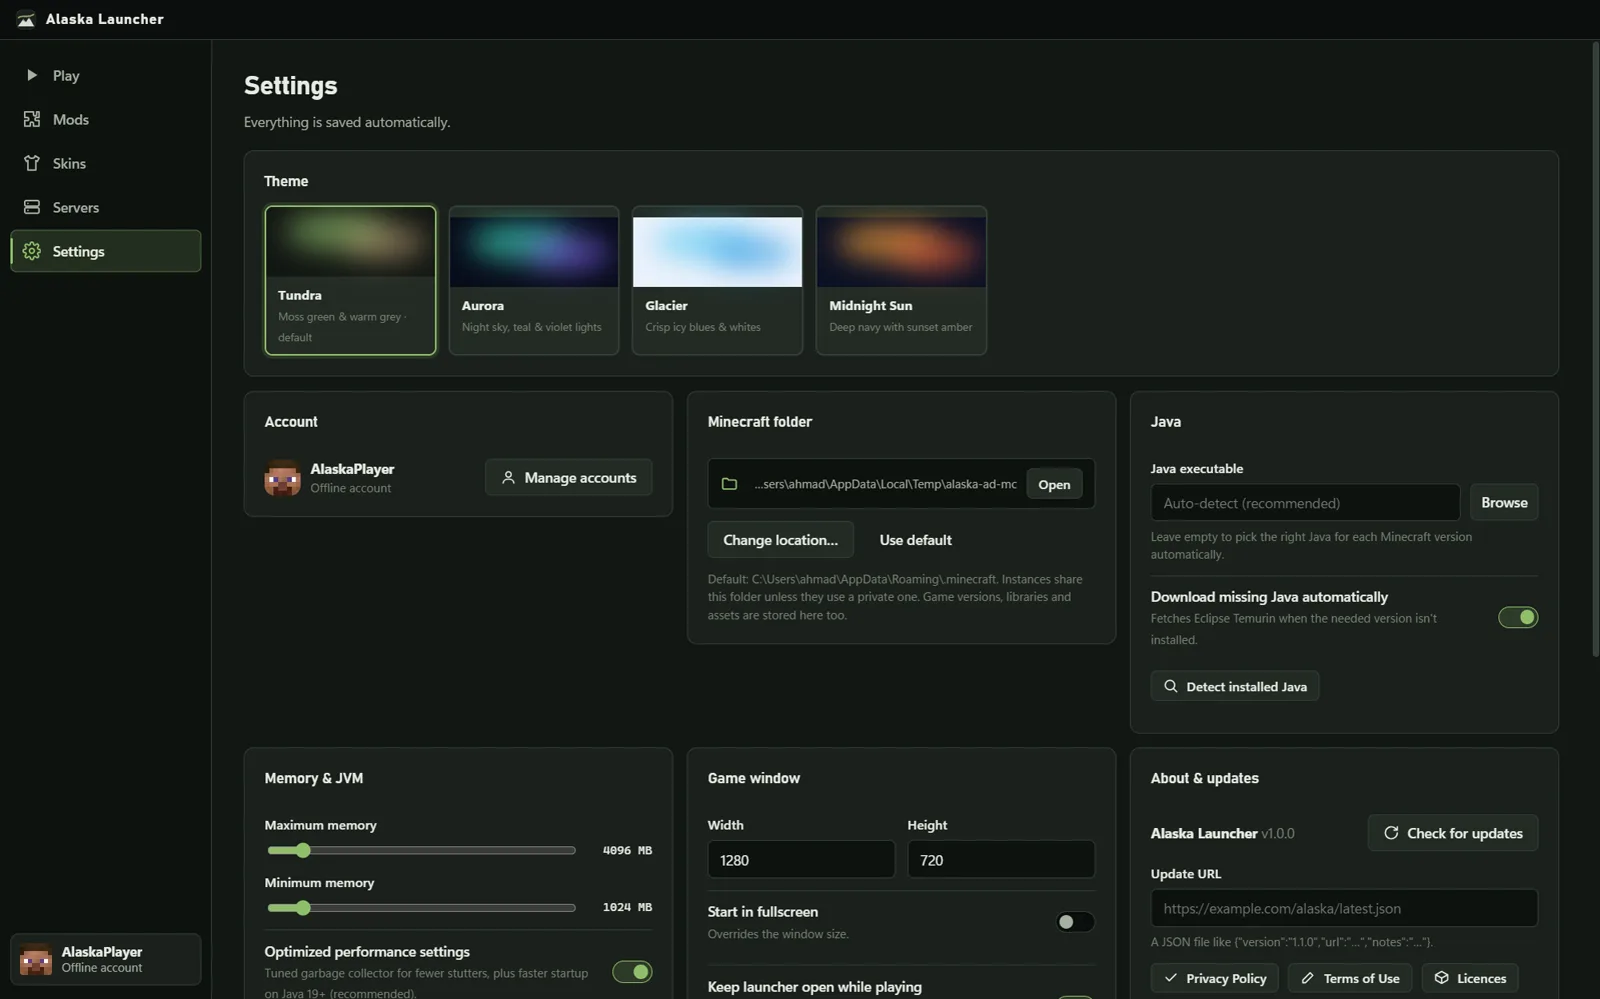 Alaska Launcher
Play
Mods
Skins
Servers
Settings
Settings
Everything is saved automatically.
Theme
Tundra
Moss green & warm grey ·
default
Aurora
Night sky, teal & violet lights
Glacier
Crisp icy blues & whites
Midnight Sun
Deep navy with sunset amber
Account
AlaskaPlayer
Offline account
Manage accounts
Minecraft folder
...sers\ahmad\AppData\Local\Temp\alaska-ad-mc
Open
Change location...
Use default
Default: C:\Users\ahmad\AppData\Roaming\.minecraft. Instances share
this folder unless they use a private one. Game versions, libraries and
assets are stored here too.
Java
Java executable
Auto-detect (recommended)
Browse
Leave empty to pick the right Java for each Minecraft version
automatically.
Download missing Java automatically
Fetches Eclipse Temurin when the needed version isn't
installed.
Detect installed Java
Memory & JVM
Maximum memory
4096 MB
Minimum memory
1024 MB
Optimized performance settings
Tuned garbage collector for fewer stutters, plus faster startup
on Java 19+ (recommended).
Game window
Width
Height
1280
720
Start in fullscreen
Overrides the window size.
Keep launcher open while playing
About & updates
Alaska Launcher v1.0.0
Check for updates
Update URL
https://example.com/alaska/latest.json
A JSON file like {"version":"1.1.0","url":"...","notes":"..."}.
Privacy Policy
Terms of Use
Licences
AlaskaPlayer
Offline account